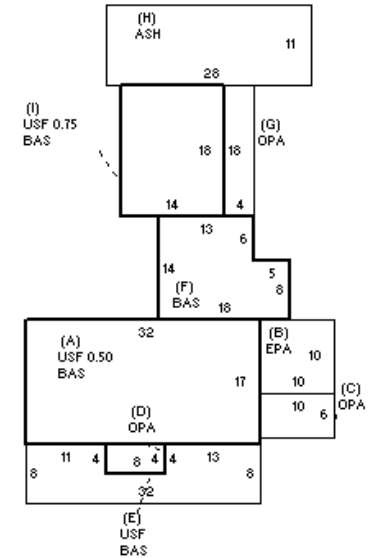 (H)
ASH
11
28
(I)
USF 0.75
BAS
18 18
(G)
OPA
14 4
13
6
14
5
8
(F)
BAS
18
32
(A)
USF 0.50
BAS
(B)
EPA
10
17
10
(C)
OPA
10
6
(D)
OPA
11 4 8 4 4 13
8 8
32
(E)
USF
BAS